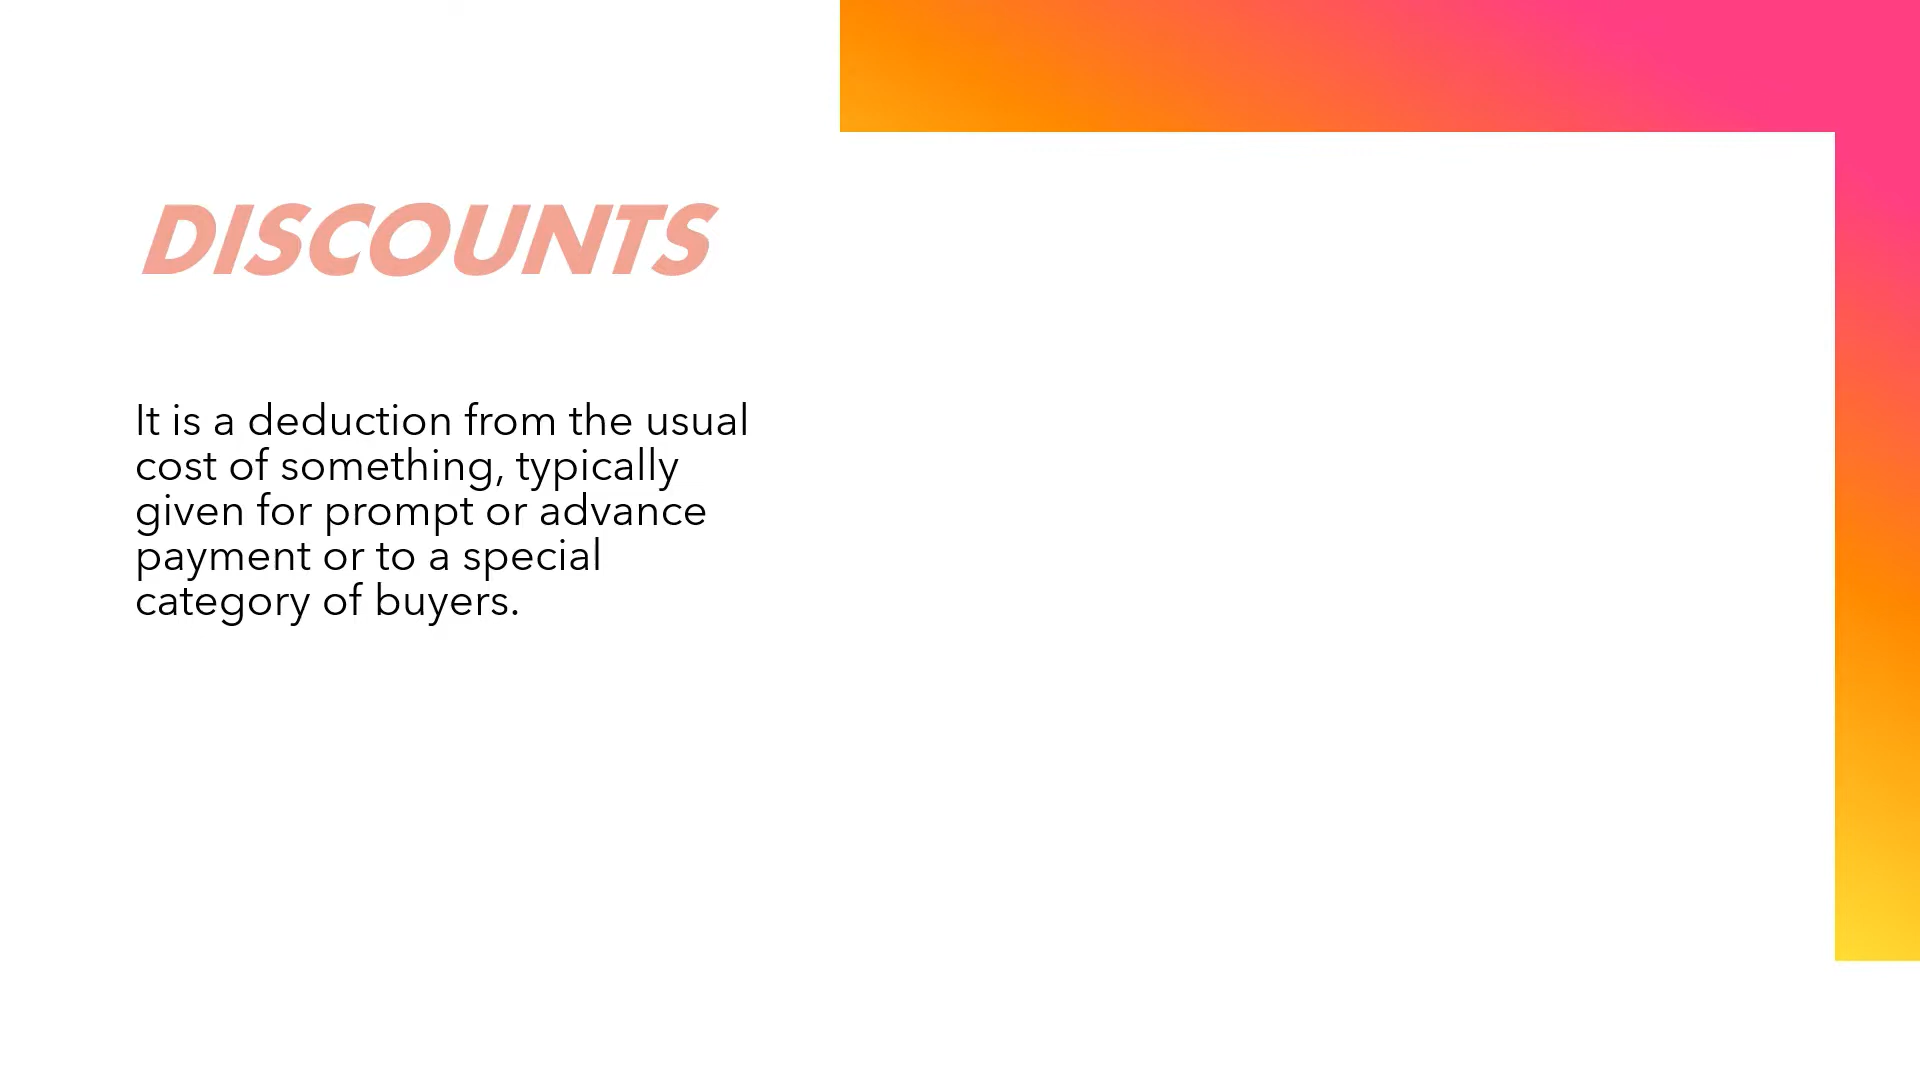 DISCOUNTS
It is a deduction from the usual
cost of something, typically
given for prompt or advance
payment or to a special
category of buyers.